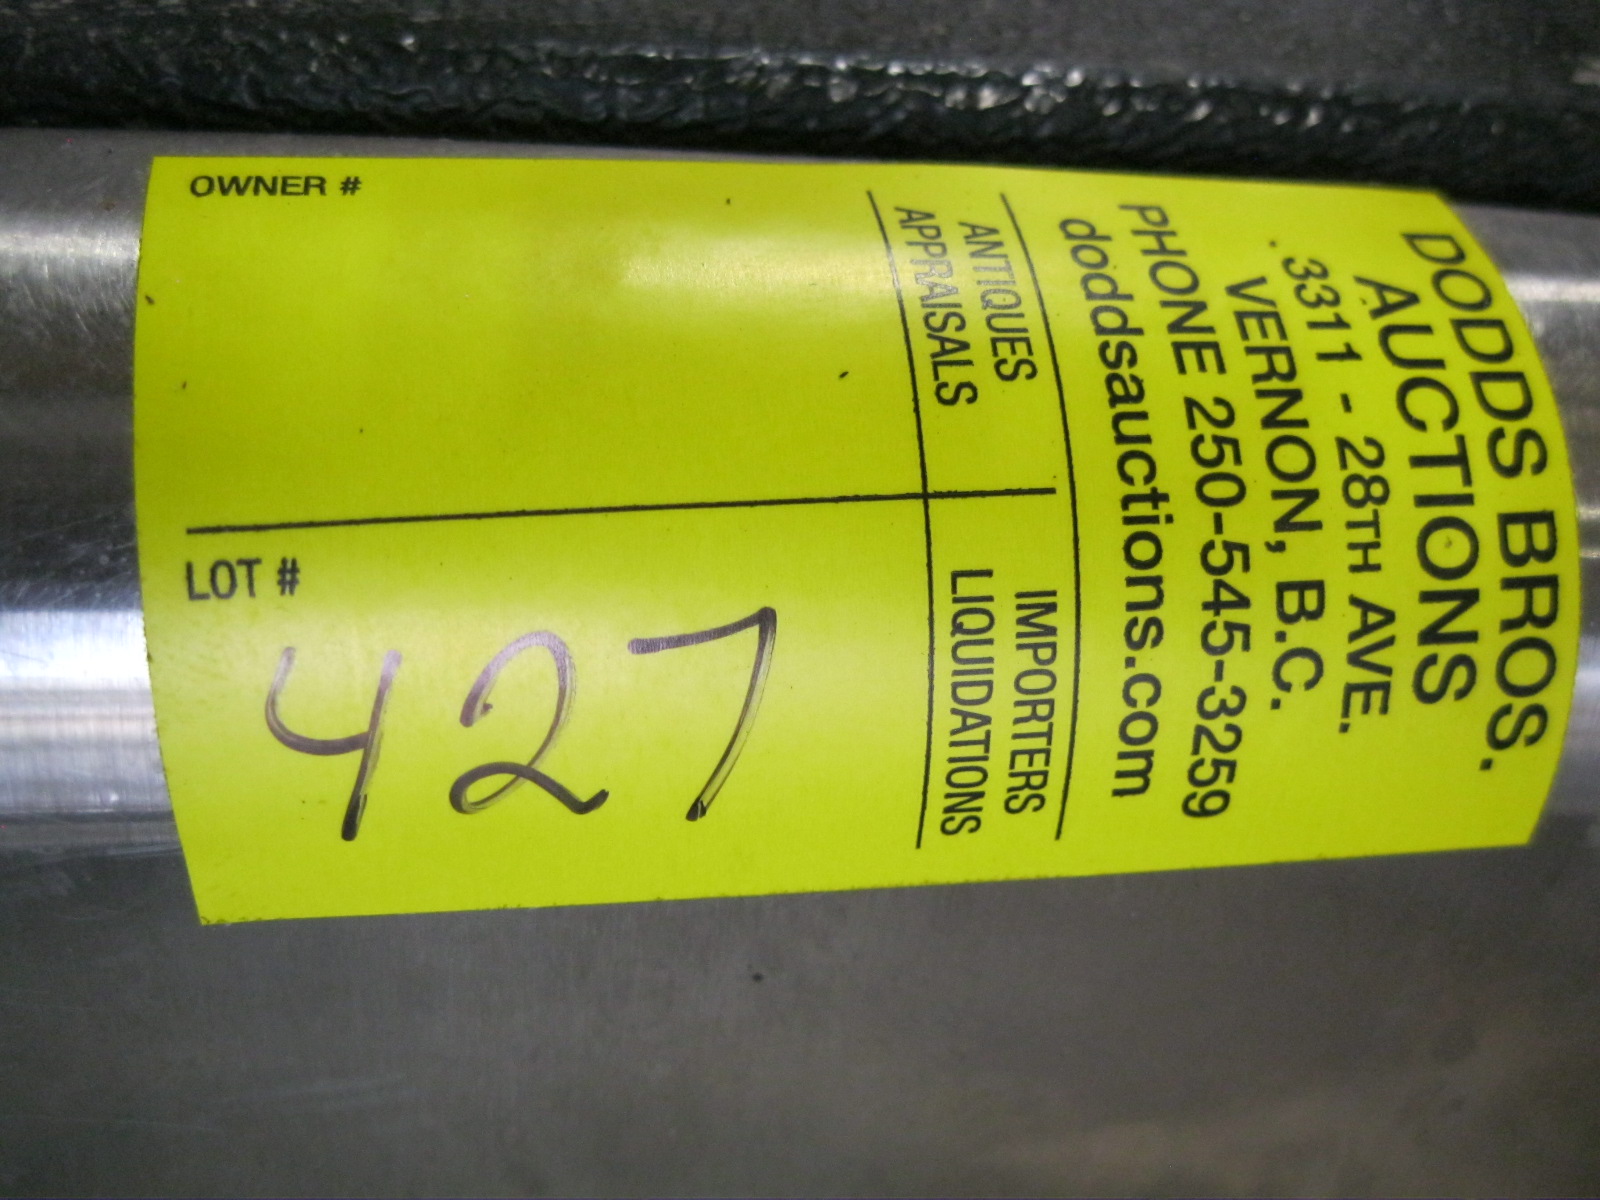 DODDS BROS.
AUCTIONS
3311 - 28TH AVE.
VERNON, B.C.
PHONE 250-545-3259
doddsauctions.com
ANTIQUES
APPRAISALS
IMPORTERS
LIQUIDATIONS
OWNER #
LOT #
427